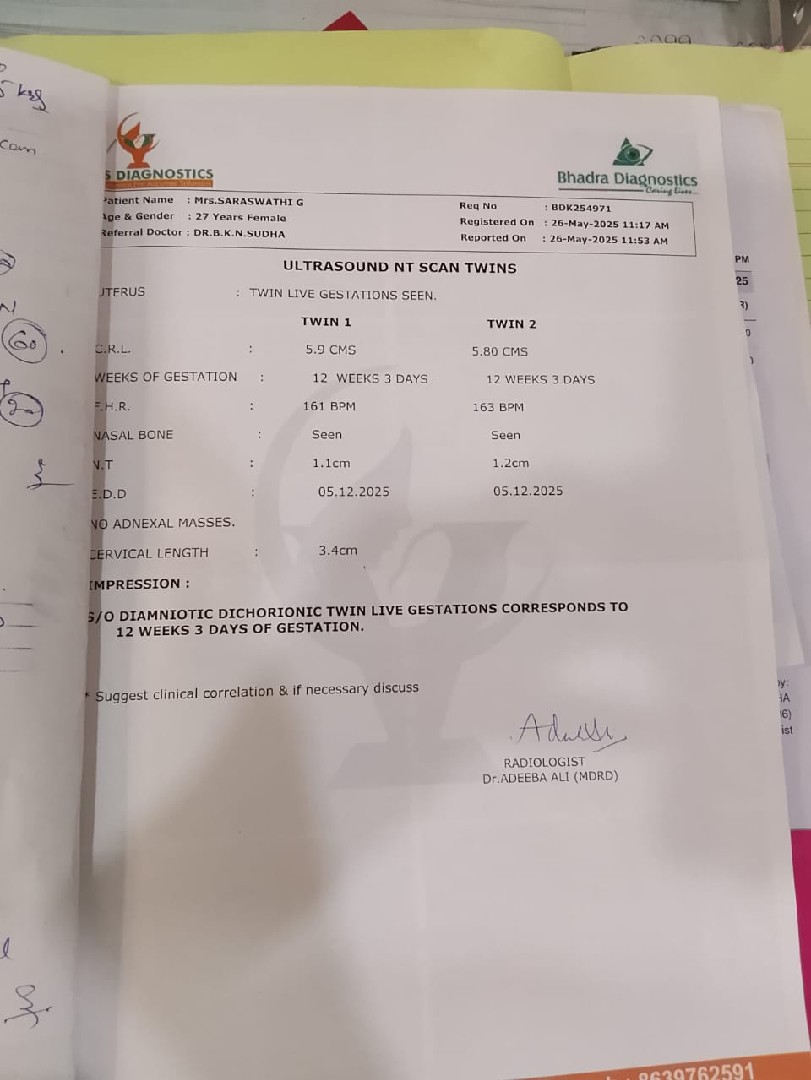 S DIAGNOSTICS
Bhadra Diagnostics
Caring Lives...
Patient Name : Mrs.SARASWATHI G
Age & Gender : 27 Years Female
Referral Doctor : DR.B.K.N.SUDHA
Req No : BDK254971
Registered On : 26-May-2025 11:17 AM
Reported On : 26-May-2025 11:53 AM
ULTRASOUND NT SCAN TWINS
UTERUS : TWIN LIVE GESTATIONS SEEN.
TWIN 1 TWIN 2
C.R.L. : 5.9 CMS 5.80 CMS
WEEKS OF GESTATION : 12 WEEKS 3 DAYS 12 WEEKS 3 DAYS
F.H.R. : 161 BPM 163 BPM
NASAL BONE : Seen Seen
N.T : 1.1cm 1.2cm
E.D.D : 05.12.2025 05.12.2025
NO ADNEXAL MASSES.
CERVICAL LENGTH : 3.4cm
IMPRESSION :
S/O DIAMNIOTIC DICHORIONIC TWIN LIVE GESTATIONS CORRESPONDS TO
12 WEEKS 3 DAYS OF GESTATION.
* Suggest clinical correlation & if necessary discuss
RADIOLOGIST
Dr.ADEEBA ALI (MDRD)
8639762591
PM
25